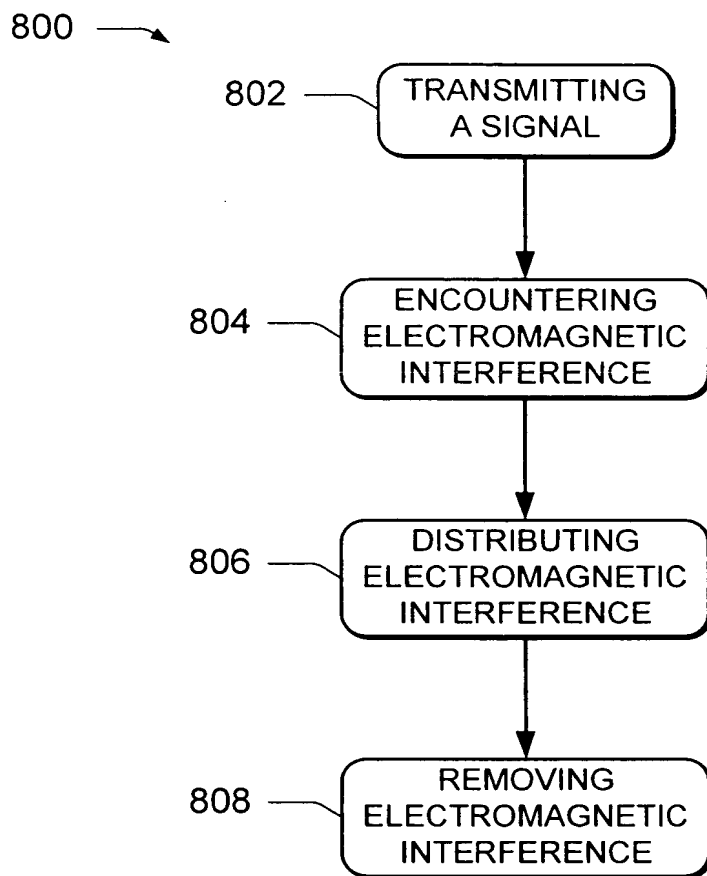 800
802
TRANSMITTING
A SIGNAL
804
ENCOUNTERING
ELECTROMAGNETIC
INTERFERENCE
806
DISTRIBUTING
ELECTROMAGNETIC
INTERFERENCE
808
REMOVING
ELECTROMAGNETIC
INTERFERENCE